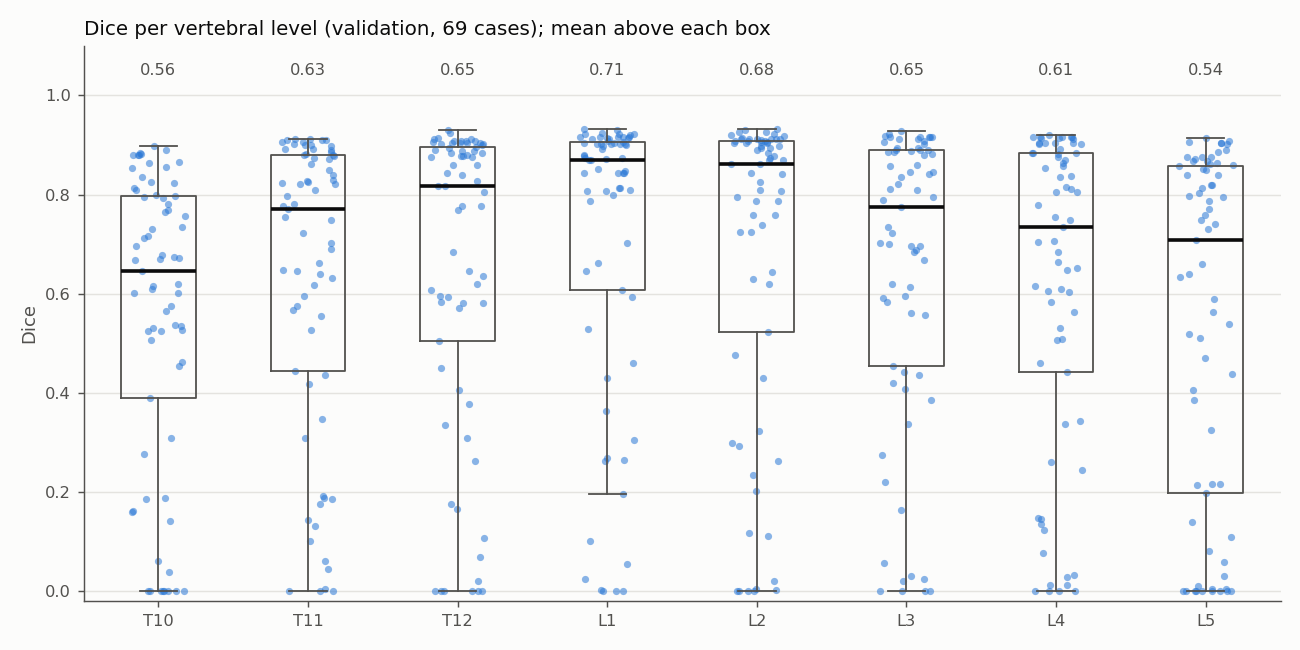 Dice per vertebral level (validation, 69 cases); mean above each box
0.56 0.63 0.65 0.71 0.68 0.65 0.61 0.54
1.0
0.8
0.6
0.4
0.2
0.0
Dice
T10 T11 T12 L1 L2 L3 L4 L5